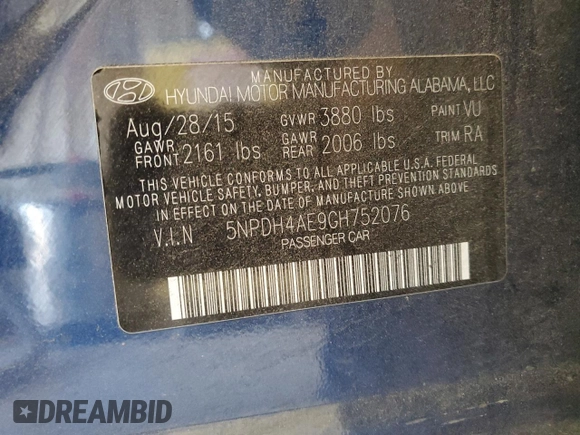 MANUFACTURED BY
HYUNDAI MOTOR MANUFACTURING ALABAMA, LLC
Aug/28/15 GVWR 3880 lbs PAINT VU
GAWR FRONT 2161 lbs GAWR REAR 2006 lbs TRIM RA
THIS VEHICLE CONFORMS TO ALL APPLICABLE U.S.A. FEDERAL
MOTOR VEHICLE SAFETY, BUMPER, AND THEFT PREVENTION
STANDARDS IN EFFECT ON THE DATE OF MANUFACTURE SHOWN ABOVE.
V.I.N 5NPDH4AE9GH752076
PASSENGER CAR
DREAMBID